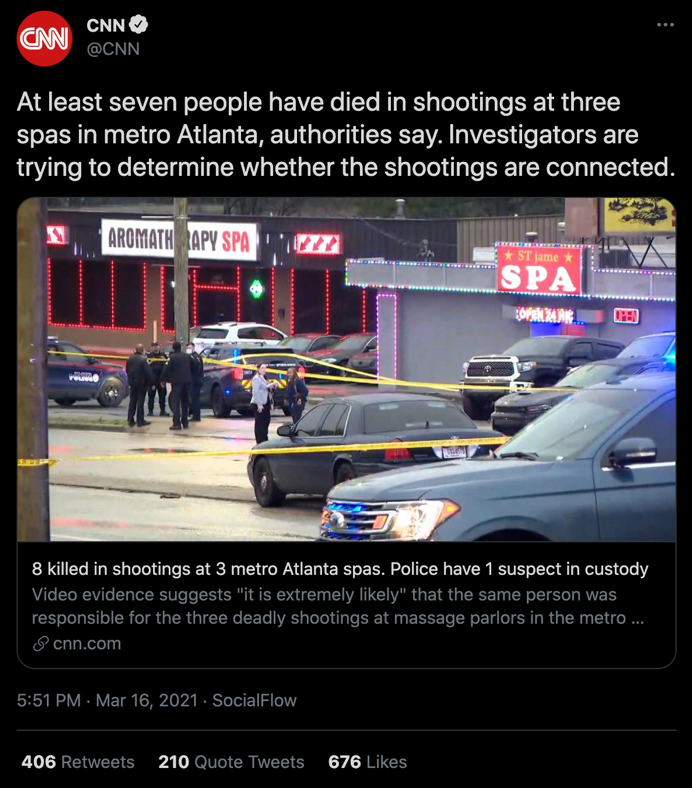 CNN
CNN
@CNN
At least seven people have died in shootings at three
spas in metro Atlanta, authorities say. Investigators are
trying to determine whether the shootings are connected.
AROMATH RAPY SPA
ST jame
SPA
OPEN 24 HR
OPEN
POLICE
8 killed in shootings at 3 metro Atlanta spas. Police have 1 suspect in custody
Video evidence suggests "it is extremely likely" that the same person was
responsible for the three deadly shootings at massage parlors in the metro ...
cnn.com
5:51 PM · Mar 16, 2021 · SocialFlow
406 Retweets 210 Quote Tweets 676 Likes